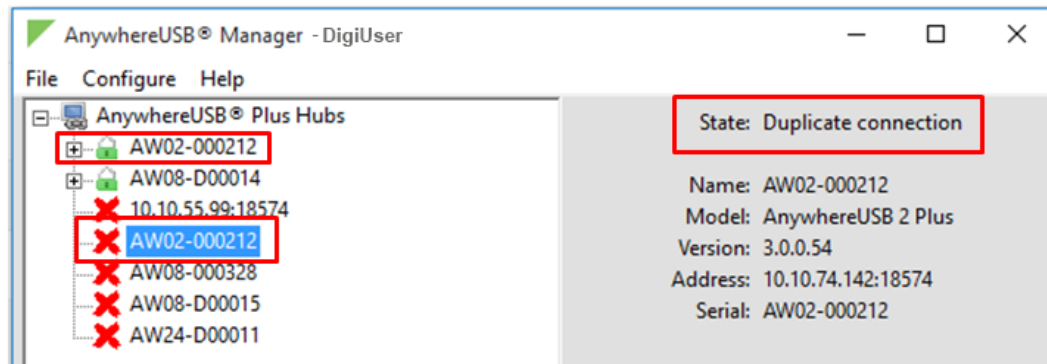 AnywhereUSB® Manager - DigiUser
File Configure Help
AnywhereUSB® Plus Hubs
AW02-000212
AW08-D00014
10.10.55.99:18574
AW02-000212
AW08-000328
AW08-D00015
AW24-D00011
State: Duplicate connection
Name: AW02-000212
Model: AnywhereUSB 2 Plus
Version: 3.0.0.54
Address: 10.10.74.142:18574
Serial: AW02-000212